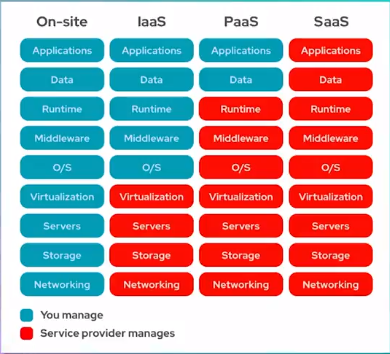 On-site IaaS PaaS SaaS
Applications Applications Applications Applications
Data Data Data Data
Runtime Runtime Runtime Runtime
Middleware Middleware Middleware Middleware
O/S O/S O/S O/S
Virtualization Virtualization Virtualization Virtualization
Servers Servers Servers Servers
Storage Storage Storage Storage
Networking Networking Networking Networking
You manage
Service provider manages